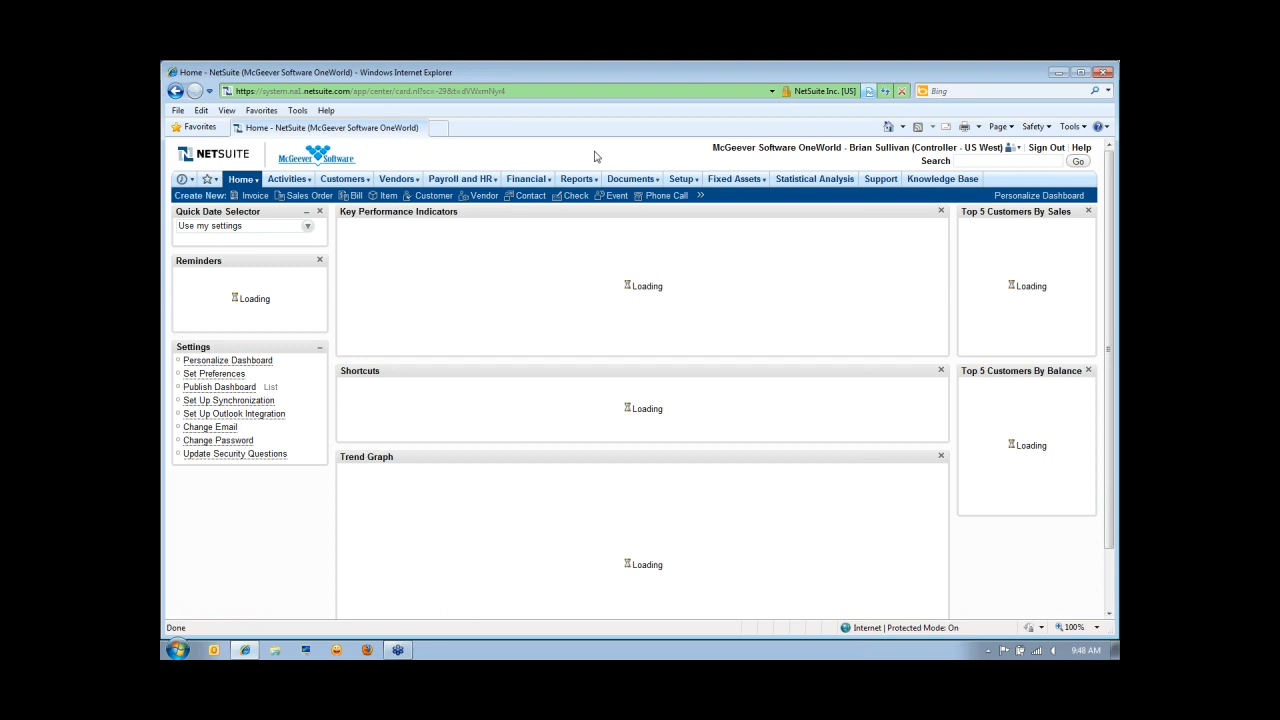 Home - NetSuite (McGeever Software OneWorld) - Windows Internet Explorer
NetSuite Inc. [US] Bing
File Edit View Favorites Tools Help
Favorites Home - NetSuite (McGeever Software OneWorld) Page Safety Tools
NETSUITE McGeever Software McGeever Software OneWorld - Brian Sullivan (Controller - US West) Sign Out Help
Search Go
Home Activities Customers Vendors Payroll and HR Financial Reports Documents Setup Fixed Assets Statistical Analysis Support Knowledge Base
Create New: Invoice Sales Order Bill Item Customer Vendor Contact Check Event Phone Call » Personalize Dashboard
Quick Date Selector
Use my settings
Reminders
Loading
Settings
Personalize Dashboard
Set Preferences
Publish Dashboard List
Set Up Synchronization
Set Up Outlook Integration
Change Email
Change Password
Update Security Questions
Key Performance Indicators
Loading
Shortcuts
Loading
Trend Graph
Loading
Top 5 Customers By Sales
Loading
Top 5 Customers By Balance
Loading
Done Internet | Protected Mode: On 100%
9:48 AM